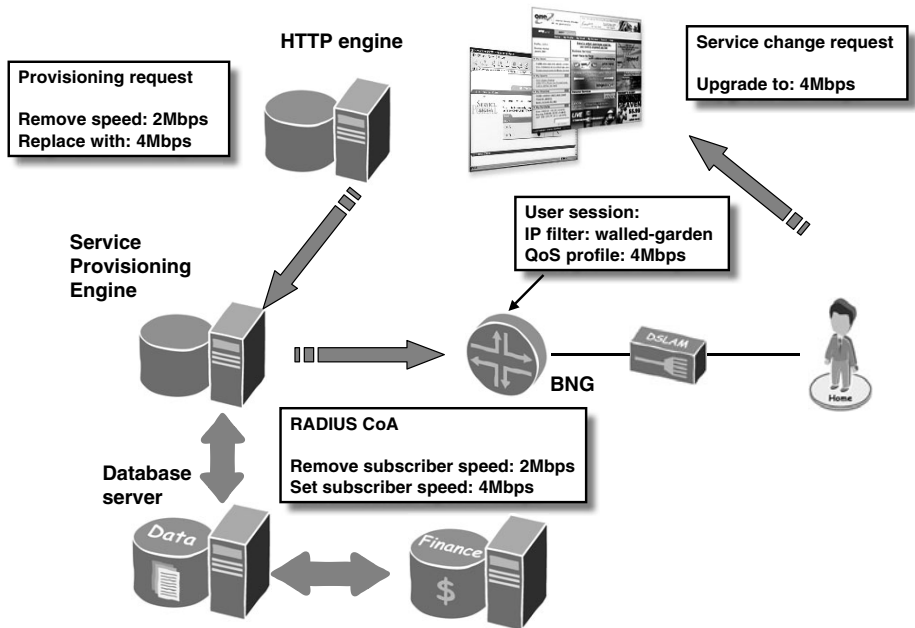 HTTP engine
Provisioning request
Remove speed: 2Mbps
Replace with: 4Mbps
Service change request
Upgrade to: 4Mbps
User session:
IP filter: walled-garden
QoS profile: 4Mbps
Service
Provisioning
Engine
DSLAM
BNG
Home
RADIUS CoA
Remove subscriber speed: 2Mbps
Set subscriber speed: 4Mbps
Database
server
Data
Finance
$